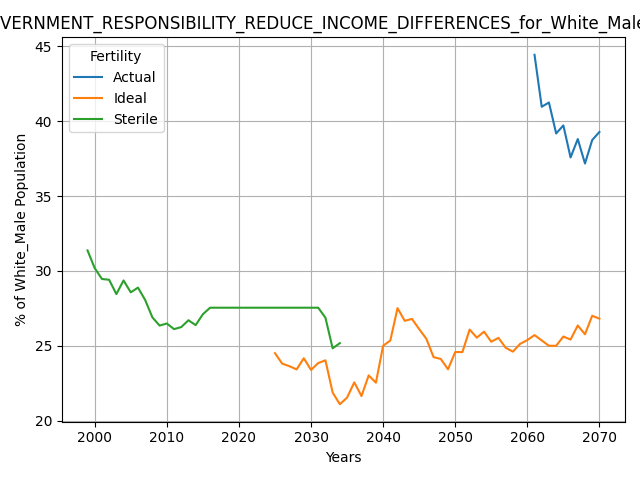 VERNMENT_RESPONSIBILITY_REDUCE_INCOME_DIFFERENCES_for_White_Male
Fertility
Actual
Ideal
Sterile
% of White_Male Population
45
40
35
30
25
20
2000 2010 2020 2030 2040 2050 2060 2070
Years